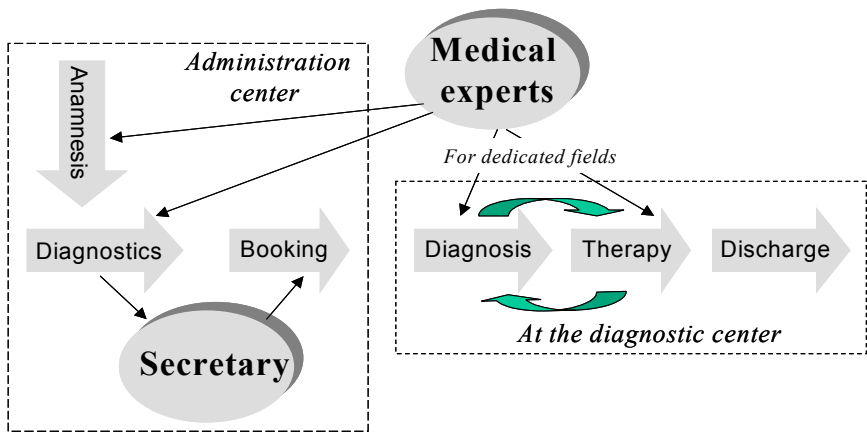 Medical
experts
Administration
center
Anamnesis
For dedicated fields
Diagnostics
Booking
Diagnosis
Therapy
Discharge
At the diagnostic center
Secretary